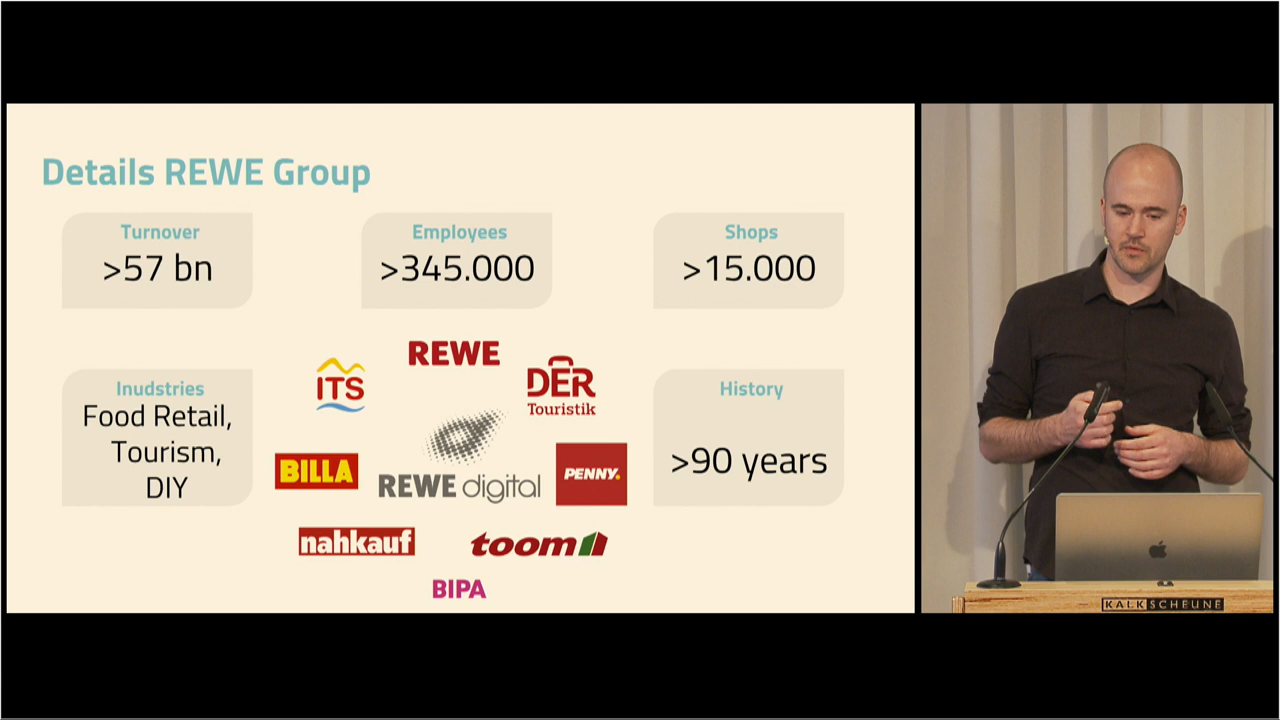 Details REWE Group
Turnover
>57 bn
Employees
>345.000
Shops
>15.000
Inudstries
Food Retail,
Tourism,
DIY
REWE
ITS
DER
Touristik
BILLA
REWE digital
PENNY.
nahkauf
toom
BIPA
History
>90 years
KALKSCHEUNE